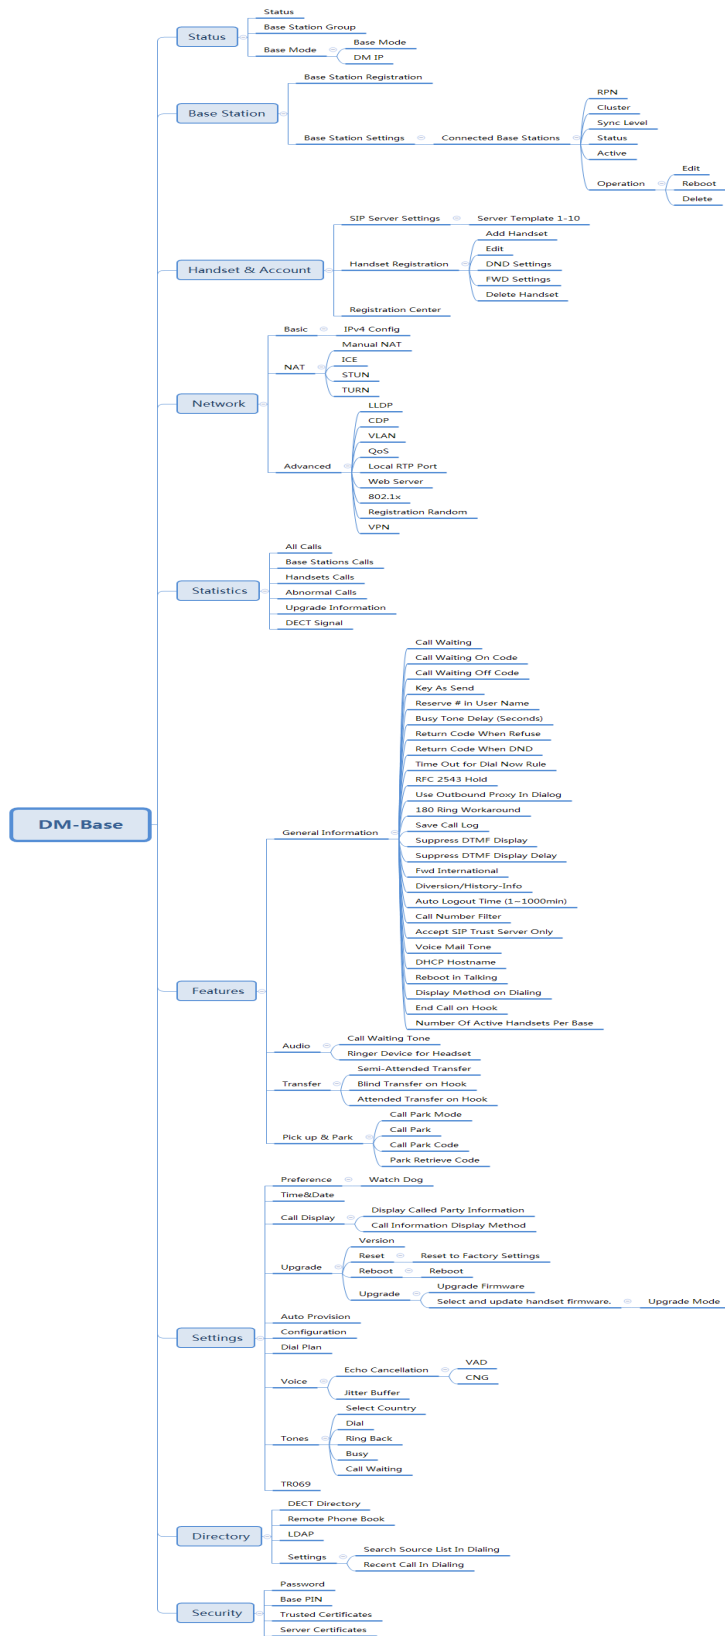 DM-Base
Status
Status
Base Station Group
Base Mode
Base Mode
DM IP
Base Station
Base Station Registration
Base Station Settings
Connected Base Stations
RPN
Cluster
Sync Level
Status
Active
Operation
Edit
Reboot
Delete
Handset & Account
SIP Server Settings
Server Template 1-10
Handset Registration
Add Handset
Edit
DND Settings
FWD Settings
Delete Handset
Registration Center
Network
Basic
IPv4 Config
NAT
Manual NAT
ICE
STUN
TURN
Advanced
LLDP
CDP
VLAN
QoS
Local RTP Port
Web Server
802.1x
Registration Random
VPN
Statistics
All Calls
Base Stations Calls
Handsets Calls
Abnormal Calls
Upgrade Information
DECT Signal
Features
General Information
Call Waiting
Call Waiting On Code
Call Waiting Off Code
Key As Send
Reserve # in User Name
Busy Tone Delay (Seconds)
Return Code When Refuse
Return Code When DND
Time Out for Dial Now Rule
RFC 2543 Hold
Use Outbound Proxy In Dialog
180 Ring Workaround
Save Call Log
Suppress DTMF Display
Suppress DTMF Display Delay
Fwd International
Diversion/History-Info
Auto Logout Time (1~1000min)
Call Number Filter
Accept SIP Trust Server Only
Voice Mail Tone
DHCP Hostname
Reboot in Talking
Display Method on Dialing
End Call on Hook
Number Of Active Handsets Per Base
Audio
Call Waiting Tone
Ringer Device for Headset
Transfer
Semi-Attended Transfer
Blind Transfer on Hook
Attended Transfer on Hook
Pick up & Park
Call Park Mode
Call Park
Call Park Code
Park Retrieve Code
Settings
Preference
Watch Dog
Time&Date
Call Display
Display Called Party Information
Call Information Display Method
Upgrade
Version
Reset
Reset to Factory Settings
Reboot
Reboot
Upgrade
Upgrade Firmware
Select and update handset firmware.
Upgrade Mode
Auto Provision
Configuration
Dial Plan
Voice
Echo Cancellation
VAD
CNG
Jitter Buffer
Tones
Select Country
Dial
Ring Back
Busy
Call Waiting
TR069
Directory
DECT Directory
Remote Phone Book
LDAP
Settings
Search Source List In Dialing
Recent Call In Dialing
Security
Password
Base PIN
Trusted Certificates
Server Certificates